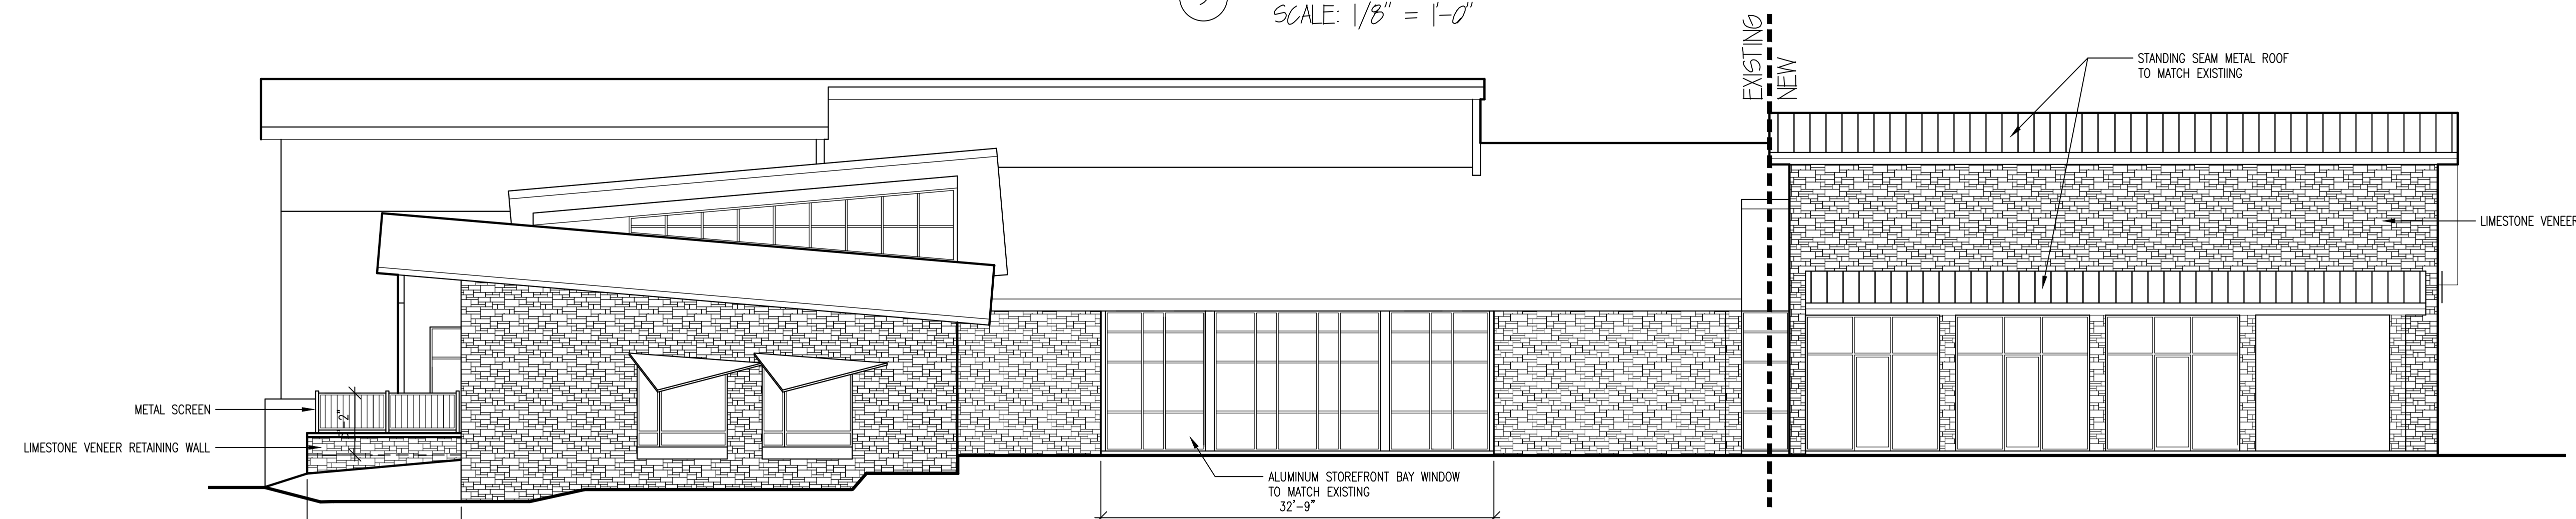 SCALE: 1/8" = 1'-0"
EXISTING
NEW
STANDING SEAM METAL ROOF
TO MATCH EXISTIING
LIMESTONE VENEER
METAL SCREEN
LIMESTONE VENEER RETAINING WALL
ALUMINUM STOREFRONT BAY WINDOW
TO MATCH EXISTING
32'-9"